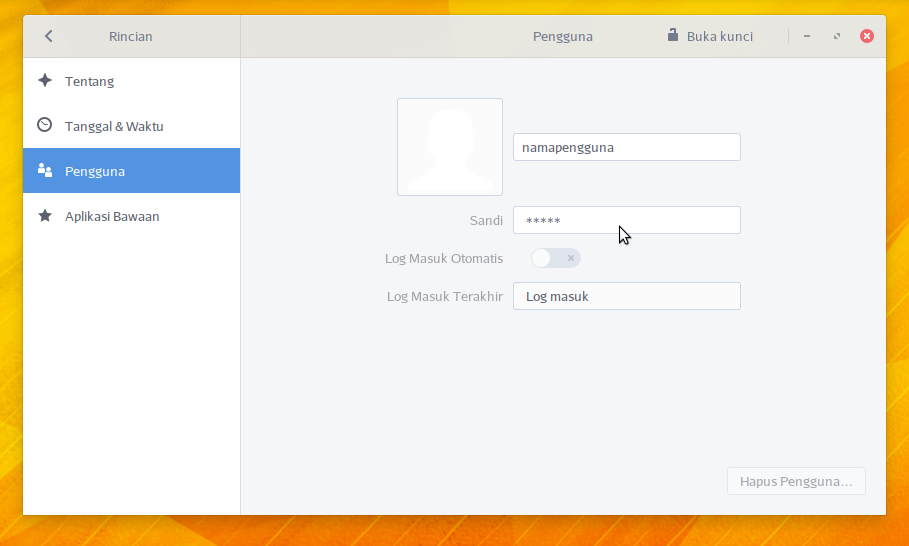 Rincian
Pengguna
Buka kunci
Tentang
Tanggal & Waktu
Pengguna
Aplikasi Bawaan
namapengguna
Sandi
*****
Log Masuk Otomatis
Log Masuk Terakhir
Log masuk
Hapus Pengguna...